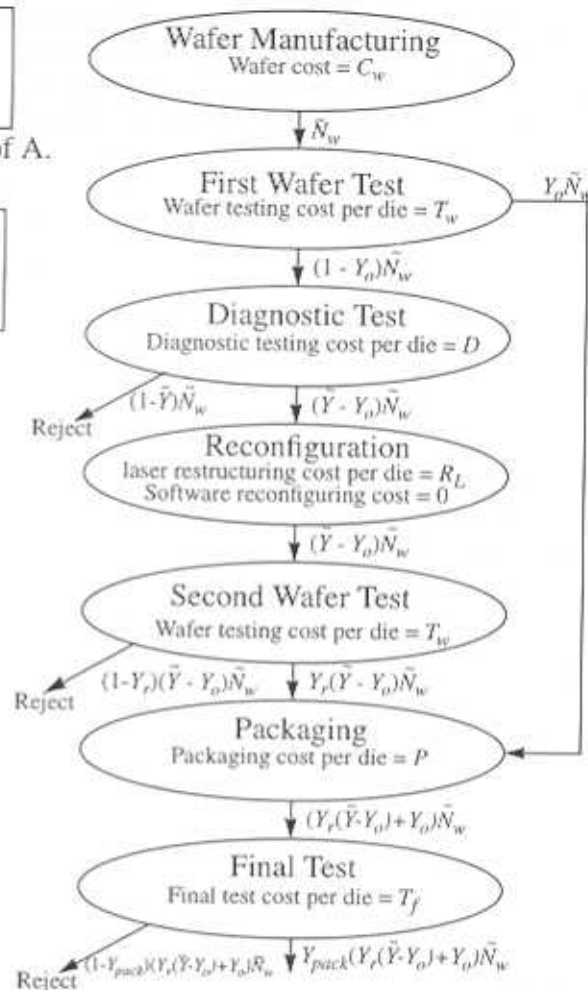 of A.
Wafer Manufacturing
Wafer cost = C_w
Ñ_w
First Wafer Test
Wafer testing cost per die = T_w
Y_oÑ_w
(1 - Y_o)Ñ_w
Diagnostic Test
Diagnostic testing cost per die = D
(1-Ỹ)Ñ_w
(Ỹ - Y_o)Ñ_w
Reject
Reconfiguration
laser restructuring cost per die = R_L
Software reconfiguring cost = 0
(Ỹ - Y_o)Ñ_w
Second Wafer Test
Wafer testing cost per die = T_w
(1-Y_r)(Ỹ - Y_o)Ñ_w
Y_r(Ỹ - Y_o)Ñ_w
Reject
Packaging
Packaging cost per die = P
(Y_r(Ỹ-Y_o)+Y_o)Ñ_w
Final Test
Final test cost per die = T_f
(1-Y_pack)(Y_r(Ỹ-Y_o)+Y_o)Ñ_w
Y_pack(Y_r(Ỹ-Y_o)+Y_o)Ñ_w
Reject